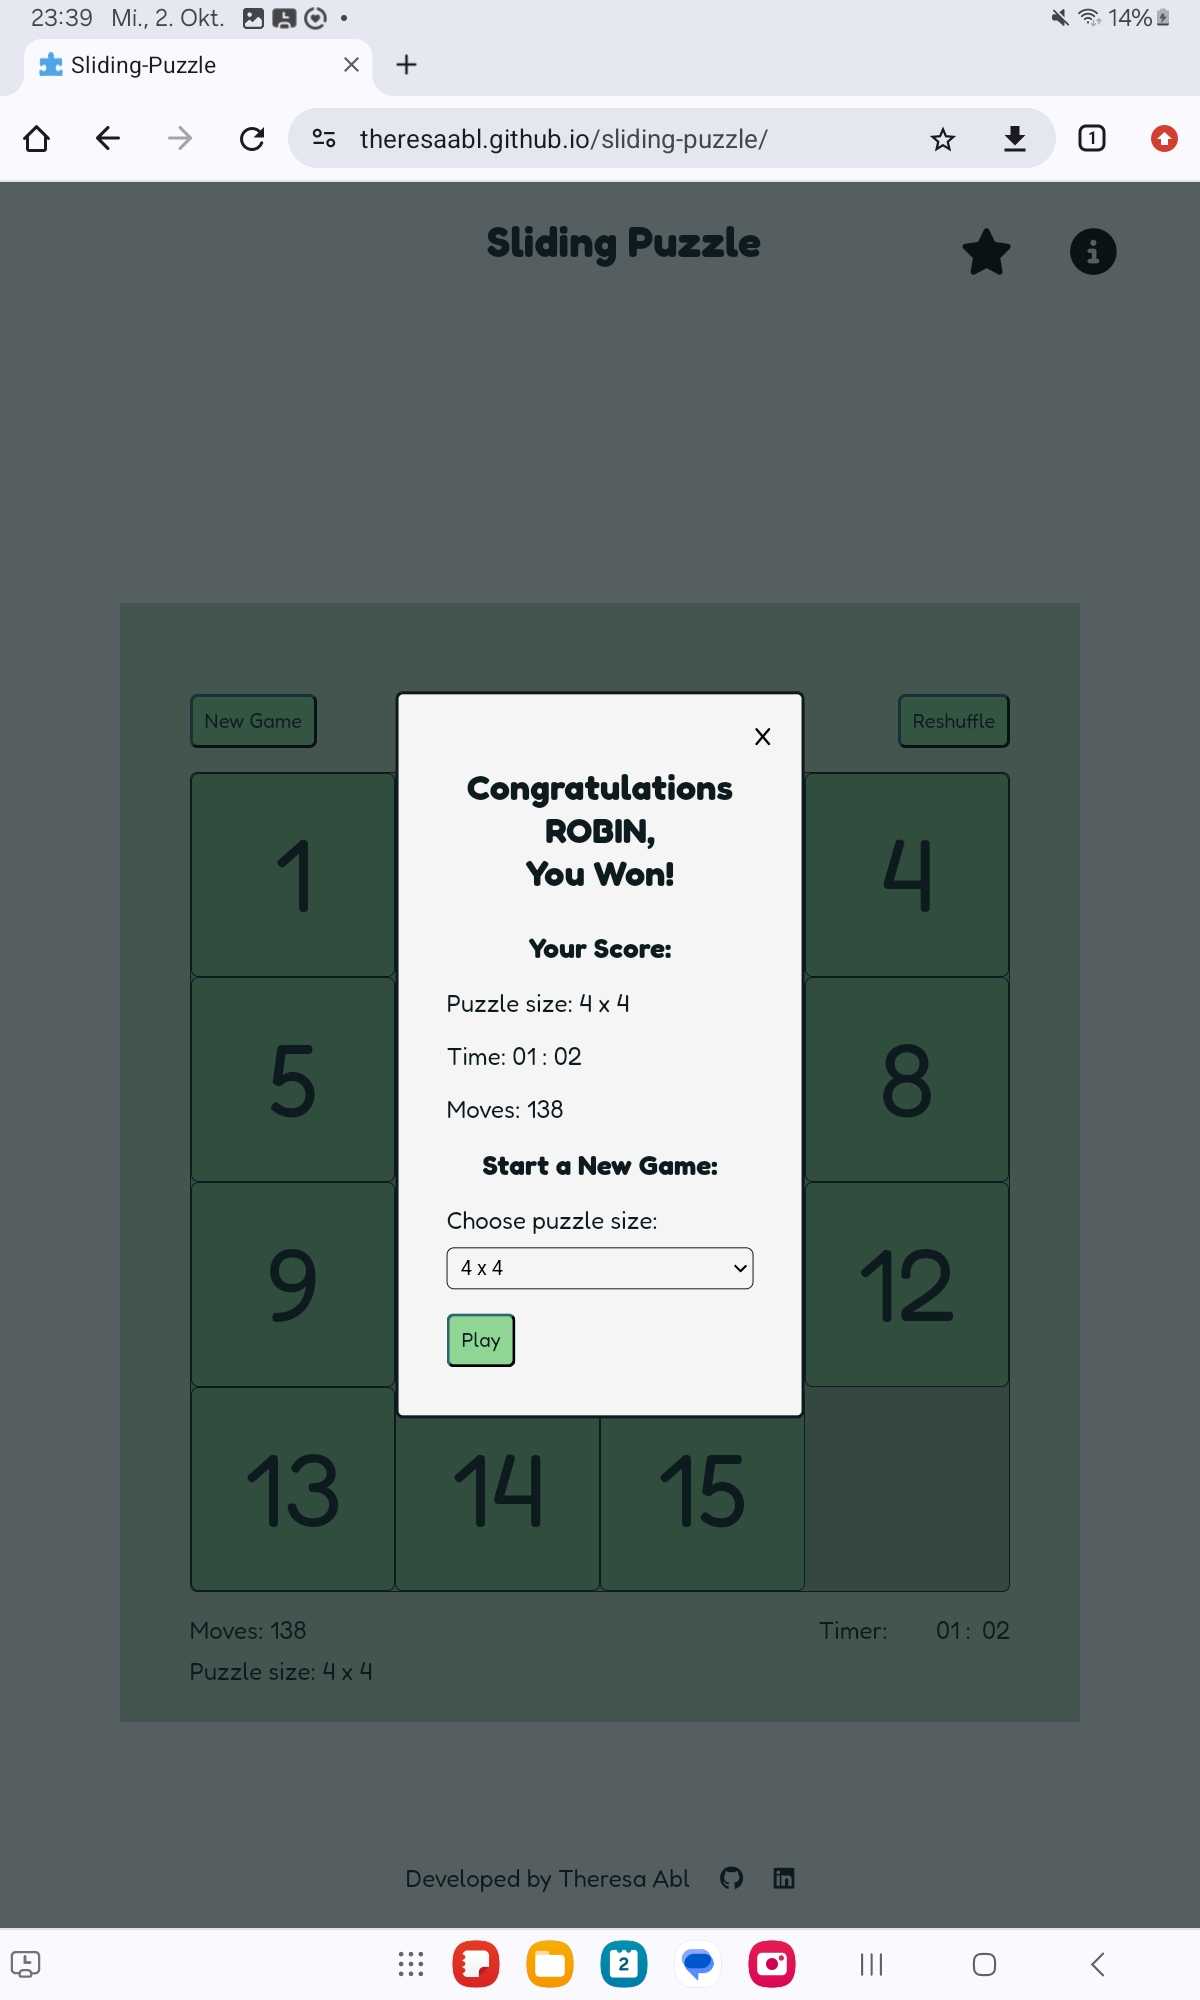 23:39 Mi., 2. Okt. 14%
Sliding-Puzzle
theresaabl.github.io/sliding-puzzle/ 1
Sliding Puzzle
New Game
Reshuffle
Congratulations
ROBIN,
You Won!
Your Score:
Puzzle size: 4 x 4
Time: 01 : 02
Moves: 138
Start a New Game:
Choose puzzle size:
4 x 4
Play
1 4
5 8
9 12
13 14 15
Moves: 138 Timer: 01 : 02
Puzzle size: 4 x 4
Developed by Theresa Abl
2